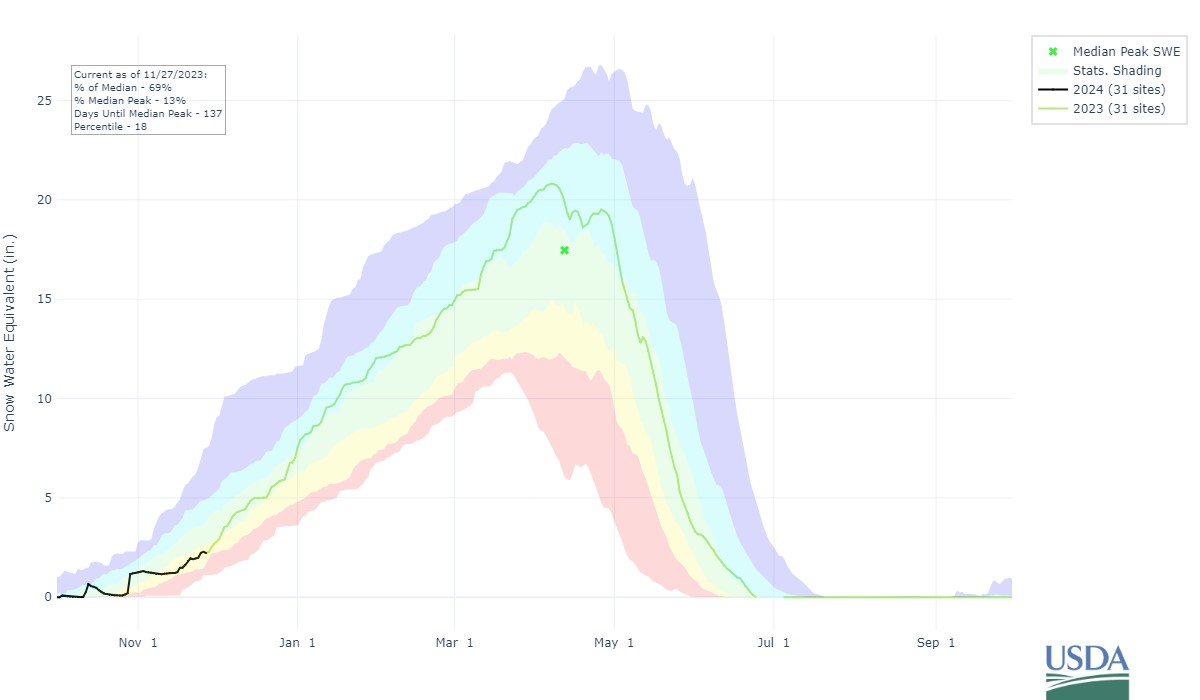 Current as of 11/27/2023:
% of Median - 69%
% Median Peak - 13%
Days Until Median Peak - 137
Percentile - 18
Median Peak SWE
Stats. Shading
2024 (31 sites)
2023 (31 sites)
Snow Water Equivalent (in.)
25
20
15
10
5
0
Nov 1 Jan 1 Mar 1 May 1 Jul 1 Sep 1
USDA